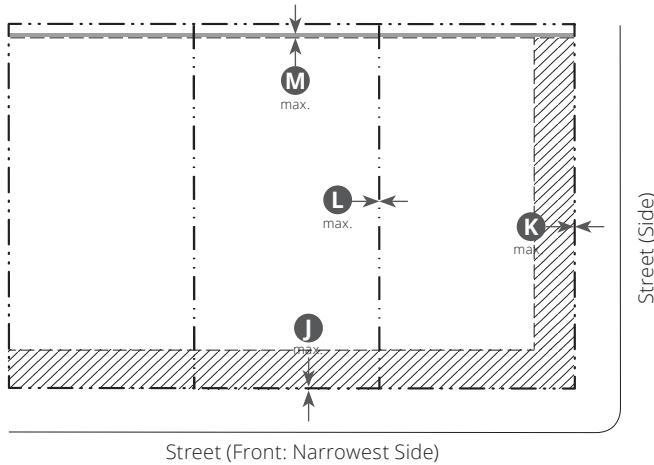 M
max.
L
max.
K
max.
J
max.
Street (Side)
Street (Front: Narrowest Side)